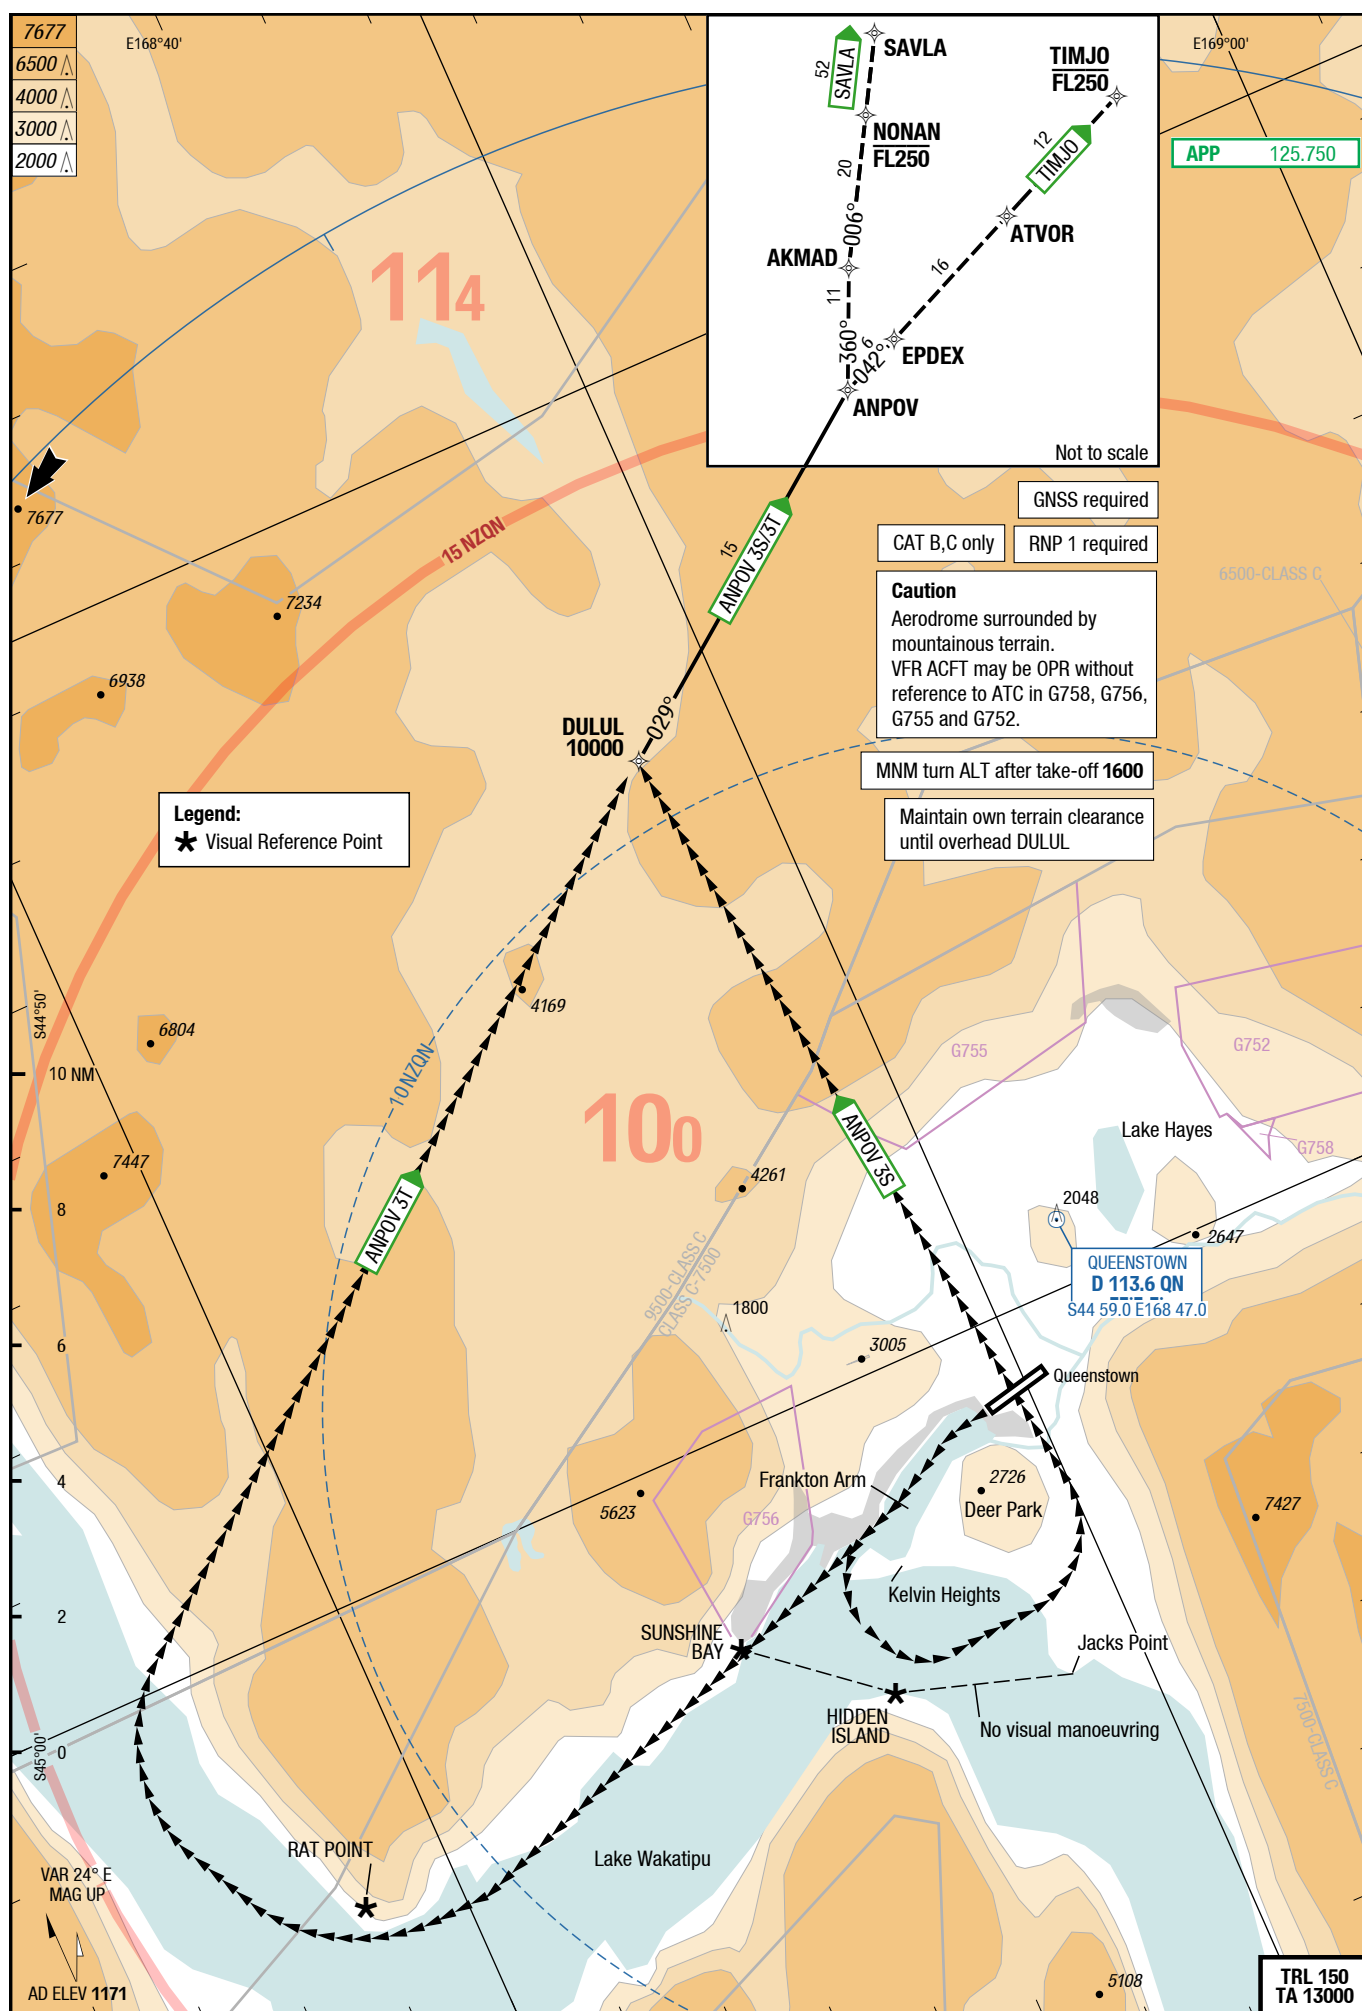 7677
6500
4000
3000
2000
E168°40'
E169°00'
SAVLA
52
SAVLA
TIMJO
FL250
NONAN
FL250
12
TIMJO
20
006°
ATVOR
AKMAD
16
11
360°
6
042°
EPDEX
ANPOV
Not to scale
APP 125.750
114
7677
15 NZQN
15
ANPOV 3S/3T
GNSS required
CAT B,C only
RNP 1 required
6500-CLASS C
Caution
Aerodrome surrounded by
mountainous terrain.
VFR ACFT may be OPR without
reference to ATC in G758, G756,
G755 and G752.
7234
6938
029°
DULUL
10000
MNM turn ALT after take-off 1600
Maintain own terrain clearance
until overhead DULUL
Legend:
Visual Reference Point
S44°50'
4169
6804
10 NM
10 NZQN
G755
G752
100
Lake Hayes
G758
7447
ANPOV 3T
ANPOV 3S
4261
8
2048
2647
9500-CLASS C
CLASS C-7500
QUEENSTOWN
D 113.6 QN
S44 59.0 E168 47.0
1800
6
3005
Queenstown
4
5623
G756
Frankton Arm
2726
Deer Park
7427
2
Kelvin Heights
SUNSHINE
BAY
Jacks Point
HIDDEN
ISLAND
No visual manoeuvring
7500-CLASS C
S45°00'
0
RAT POINT
Lake Wakatipu
VAR 24° E
MAG UP
AD ELEV 1171
5108
TRL 150
TA 13000